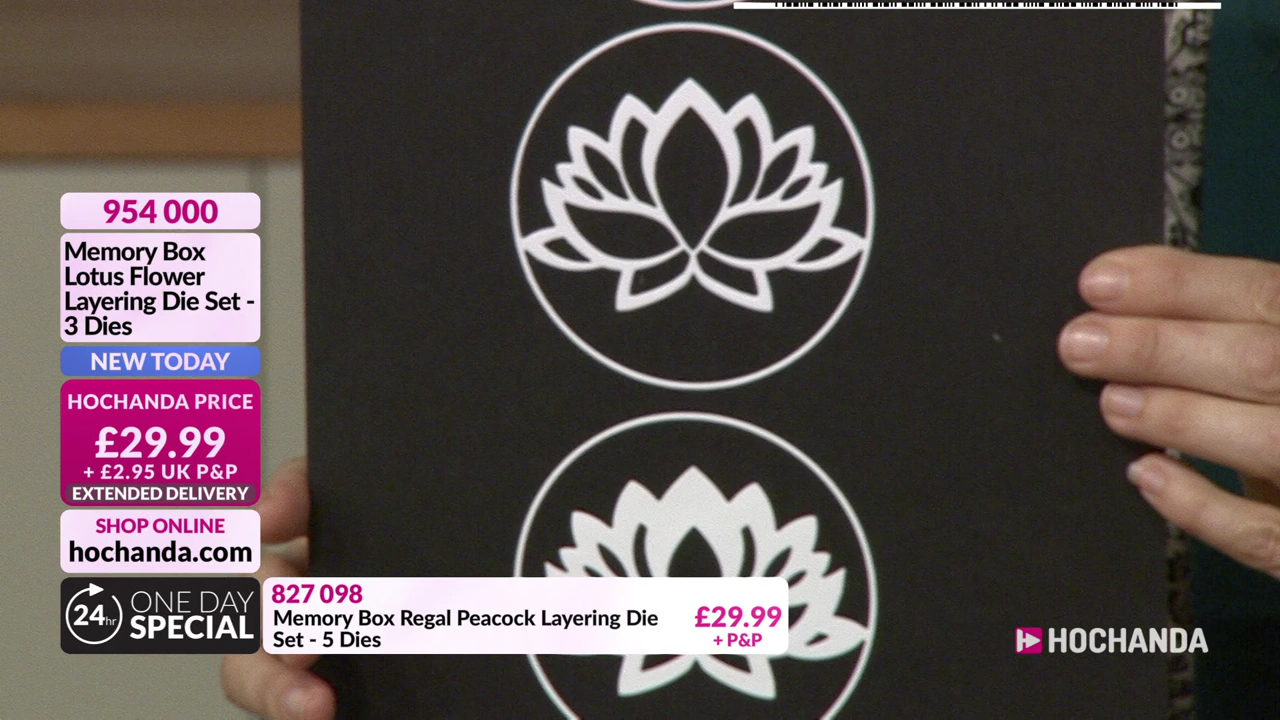 954 000
Memory Box
Lotus Flower
Layering Die Set -
3 Dies
NEW TODAY
HOCHANDA PRICE
£29.99
+ £2.95 UK P&P
EXTENDED DELIVERY
SHOP ONLINE
hochanda.com
24hr
ONE DAY
SPECIAL
827 098
Memory Box Regal Peacock Layering Die
Set - 5 Dies
£29.99
+ P&P
HOCHANDA